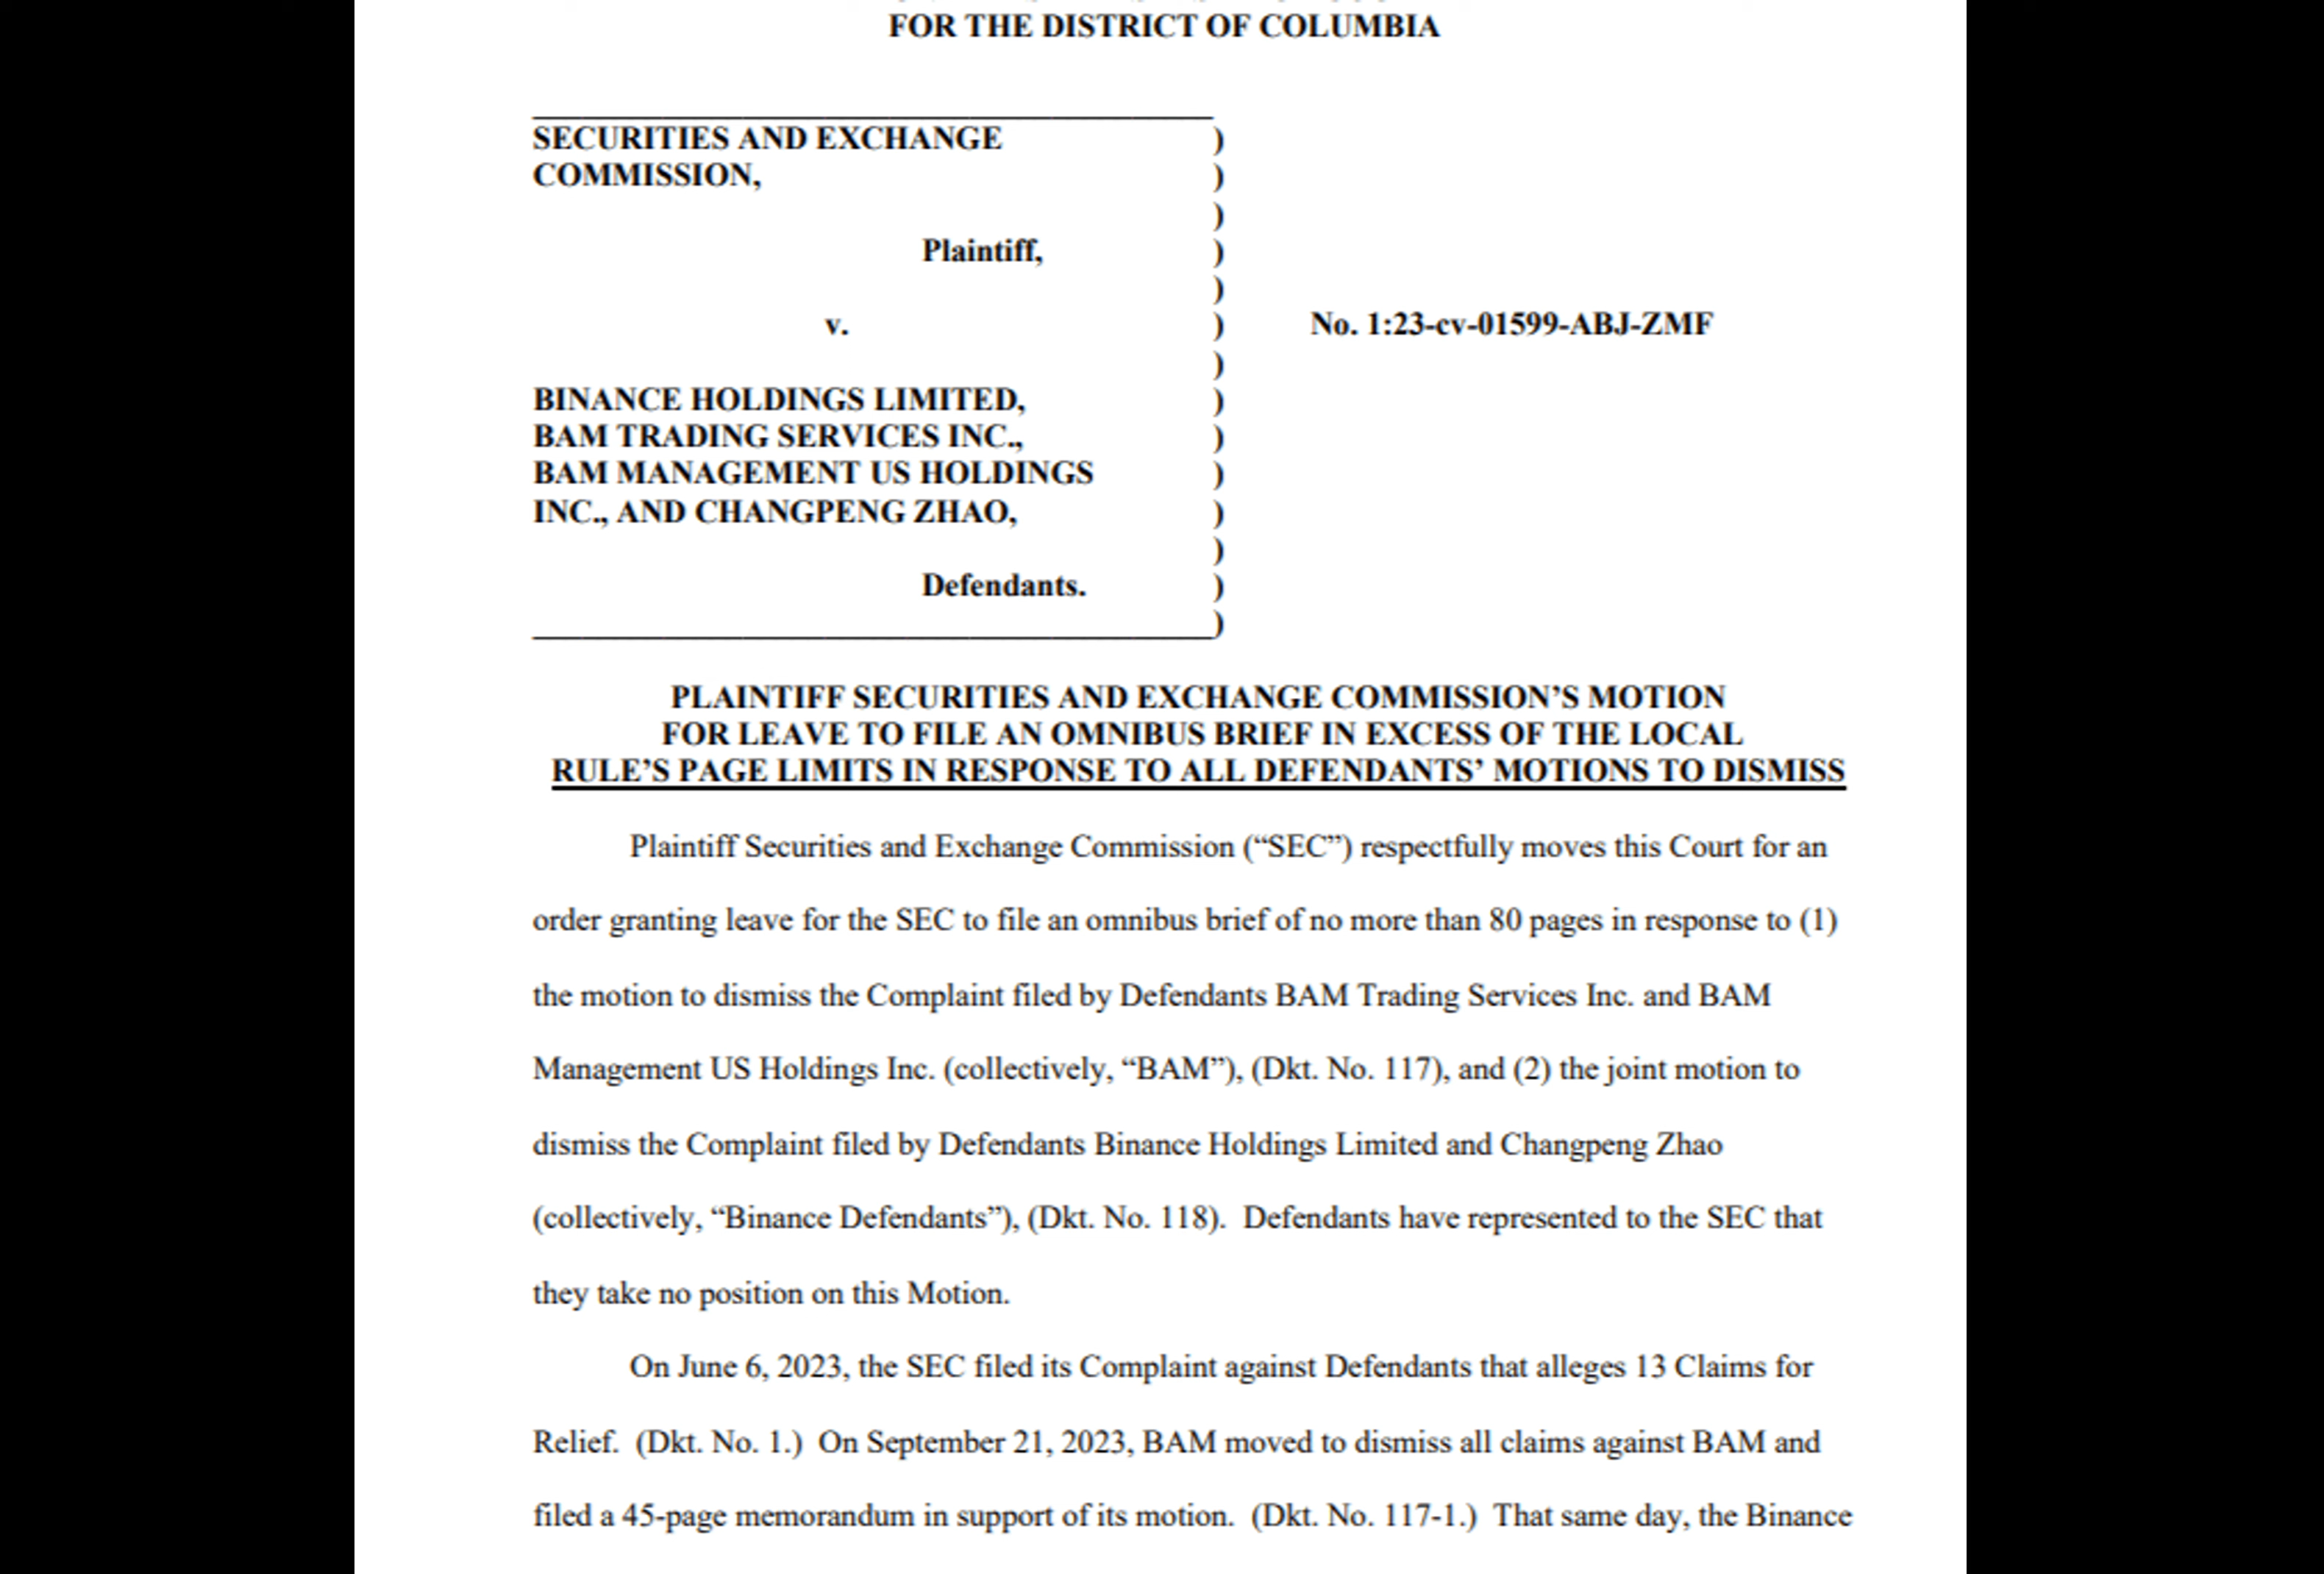 FOR THE DISTRICT OF COLUMBIA
SECURITIES AND EXCHANGE )
COMMISSION, )
)
Plaintiff, )
)
v. ) No. 1:23-cv-01599-ABJ-ZMF
)
BINANCE HOLDINGS LIMITED, )
BAM TRADING SERVICES INC., )
BAM MANAGEMENT US HOLDINGS )
INC., AND CHANGPENG ZHAO, )
)
Defendants. )
)
PLAINTIFF SECURITIES AND EXCHANGE COMMISSION’S MOTION
FOR LEAVE TO FILE AN OMNIBUS BRIEF IN EXCESS OF THE LOCAL
RULE’S PAGE LIMITS IN RESPONSE TO ALL DEFENDANTS’ MOTIONS TO DISMISS
Plaintiff Securities and Exchange Commission (“SEC”) respectfully moves this Court for an
order granting leave for the SEC to file an omnibus brief of no more than 80 pages in response to (1)
the motion to dismiss the Complaint filed by Defendants BAM Trading Services Inc. and BAM
Management US Holdings Inc. (collectively, “BAM”), (Dkt. No. 117), and (2) the joint motion to
dismiss the Complaint filed by Defendants Binance Holdings Limited and Changpeng Zhao
(collectively, “Binance Defendants”), (Dkt. No. 118). Defendants have represented to the SEC that
they take no position on this Motion.
On June 6, 2023, the SEC filed its Complaint against Defendants that alleges 13 Claims for
Relief. (Dkt. No. 1.) On September 21, 2023, BAM moved to dismiss all claims against BAM and
filed a 45-page memorandum in support of its motion. (Dkt. No. 117-1.) That same day, the Binance